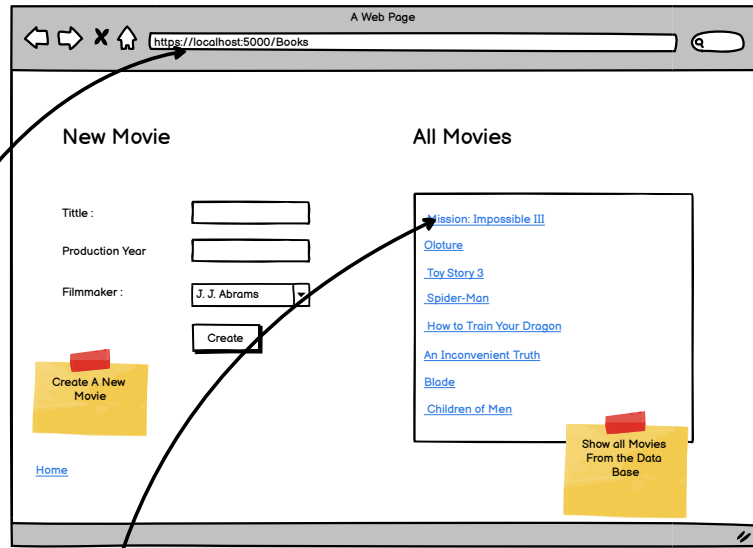 A Web Page
https://localhost:5000/Books
New Movie
All Movies
Tittle :
Production Year
Filmmaker :
J. J. Abrams
Create
Create A New
Movie
Home
Mission: Impossible III
Oloture
Toy Story 3
Spider-Man
How to Train Your Dragon
An Inconvenient Truth
Blade
Children of Men
Show all Movies
From the Data
Base